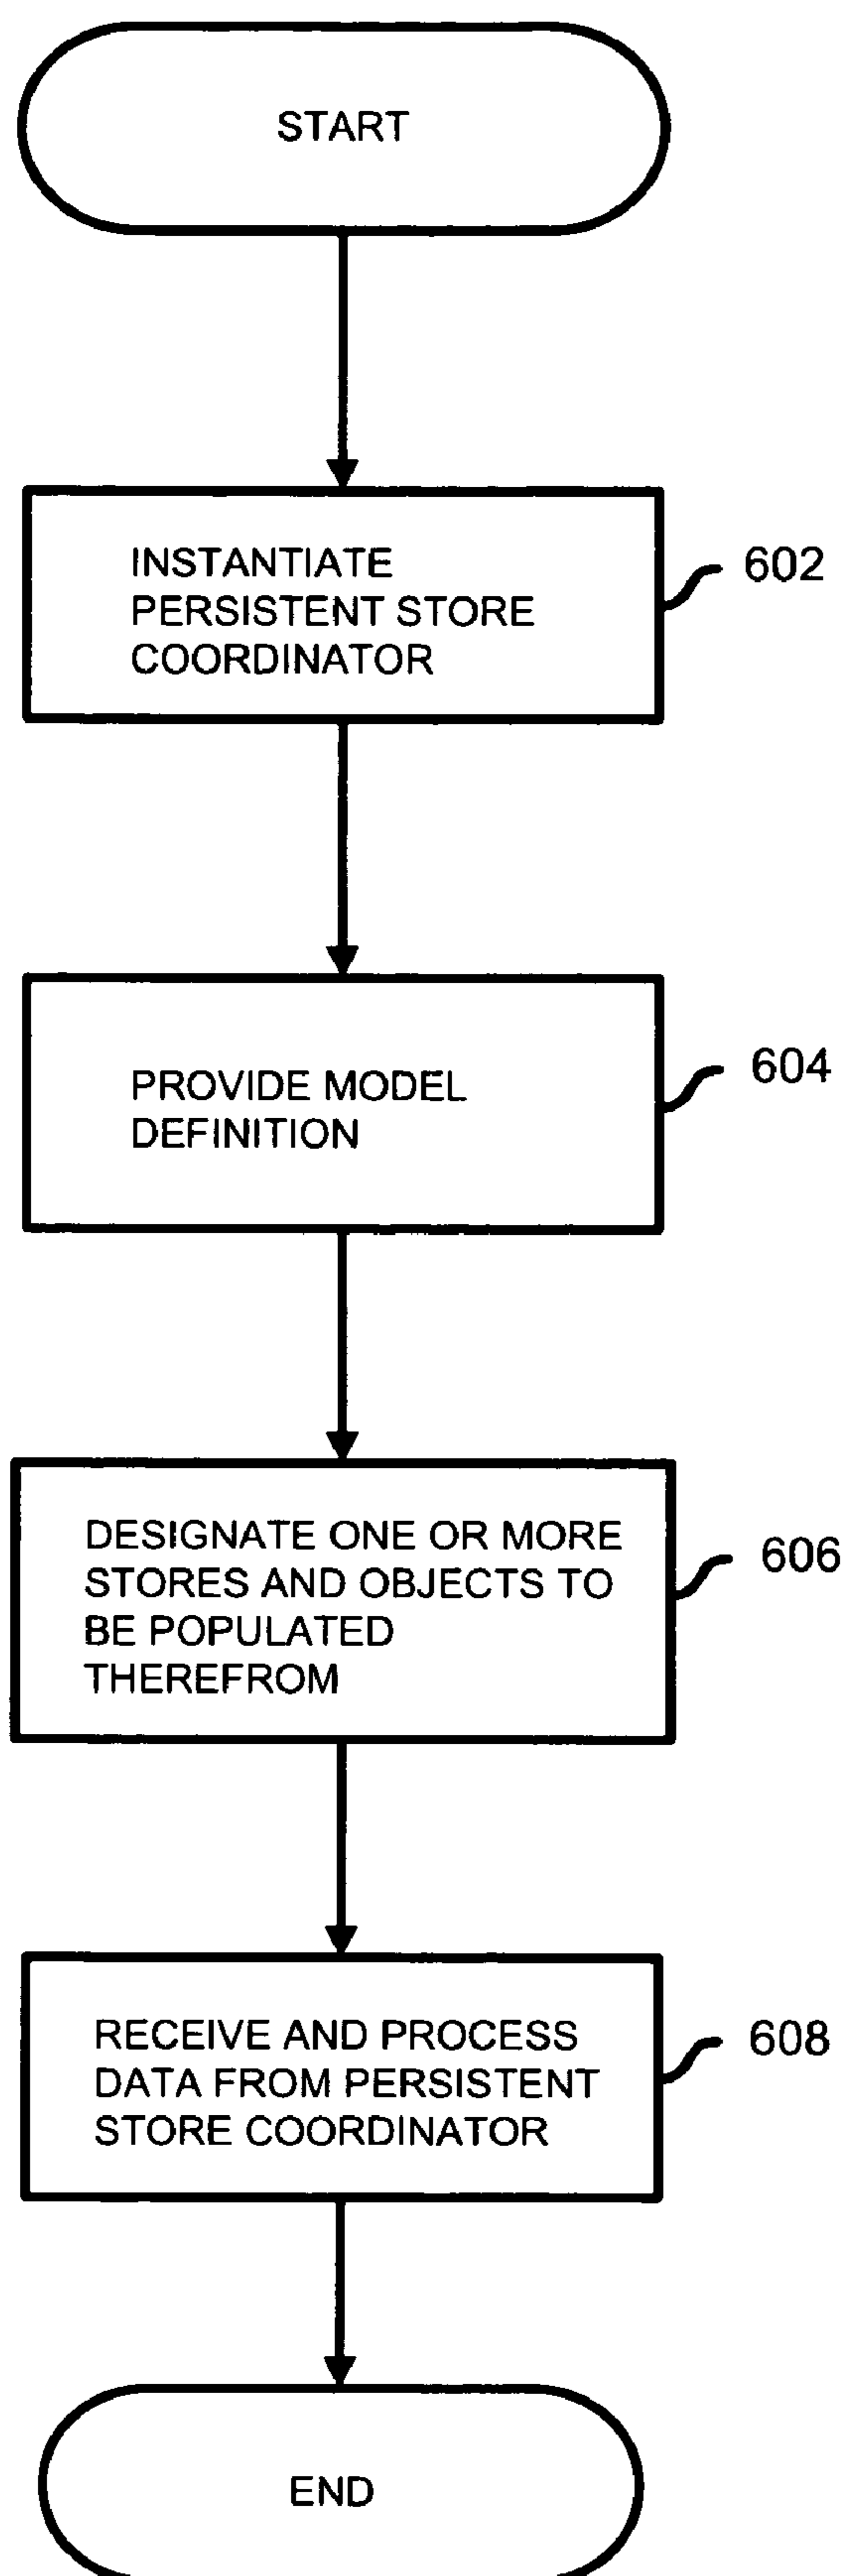 START
INSTANTIATE
PERSISTENT STORE
COORDINATOR
602
PROVIDE MODEL
DEFINITION
604
DESIGNATE ONE OR MORE
STORES AND OBJECTS TO
BE POPULATED
THEREFROM
606
RECEIVE AND PROCESS
DATA FROM PERSISTENT
STORE COORDINATOR
608
END